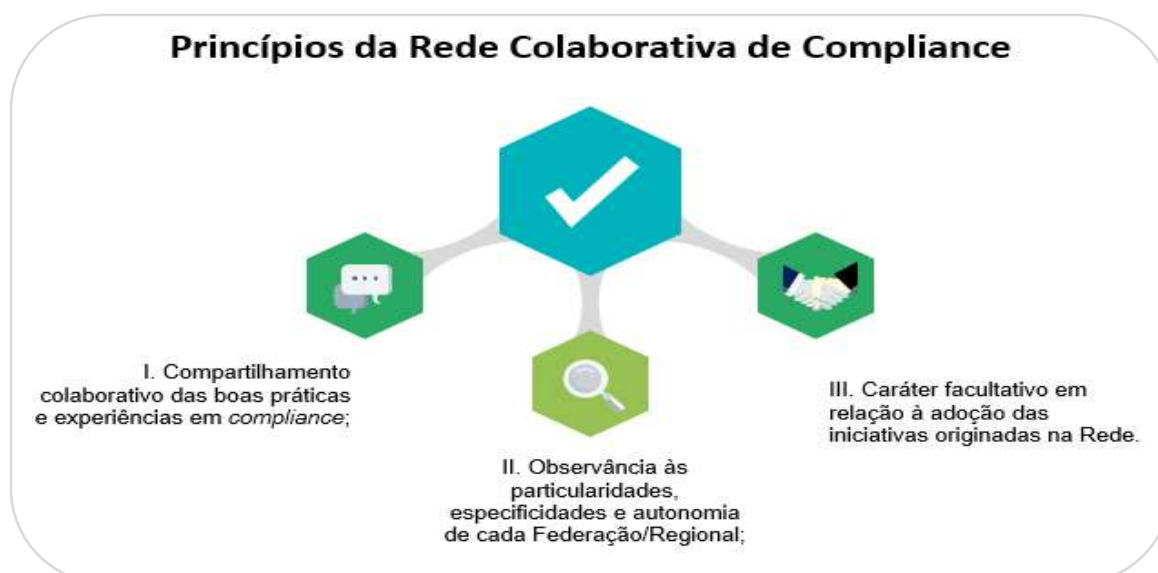 Princípios da Rede Colaborativa de Compliance
I. Compartilhamento
colaborativo das boas práticas
e experiências em compliance;
II. Observância às
particularidades,
especificidades e autonomia
de cada Federação/Regional;
III. Caráter facultativo em
relação à adoção das
iniciativas originadas na Rede.